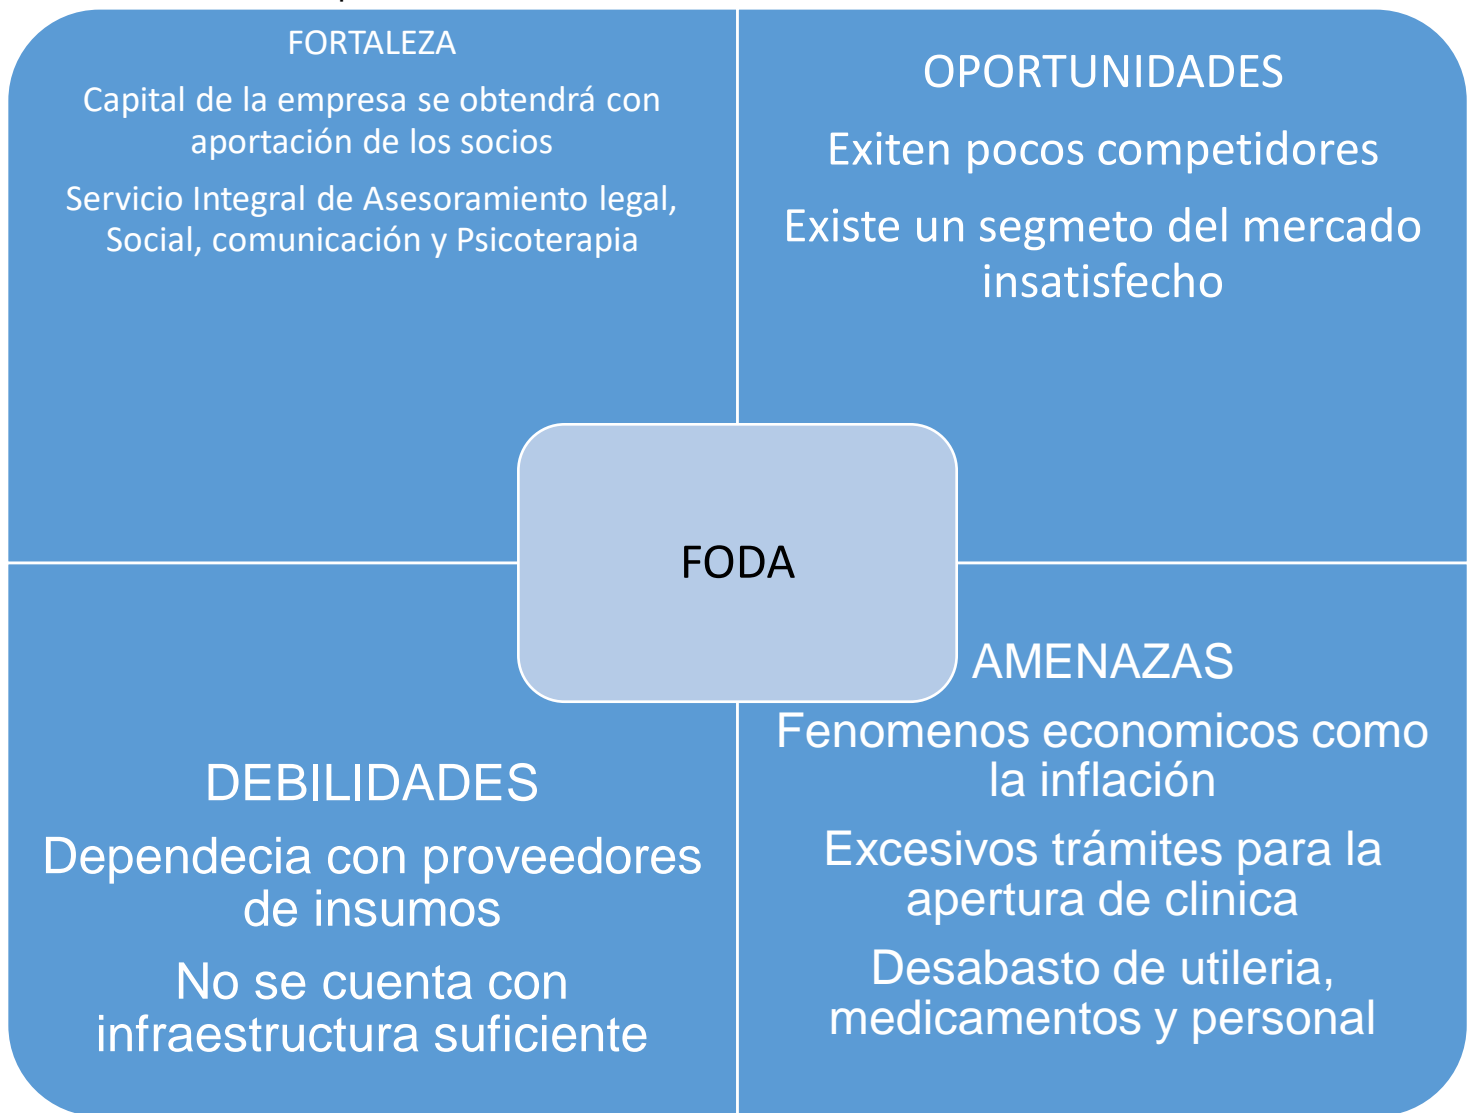 FORTALEZA
Capital de la empresa se obtendrá con
aportación de los socios
Servicio Integral de Asesoramiento legal,
Social, comunicación y Psicoterapia
OPORTUNIDADES
Exiten pocos competidores
Existe un segmeto del mercado
insatisfecho
FODA
DEBILIDADES
Dependecia con proveedores
de insumos
No se cuenta con
infraestructura suficiente
AMENAZAS
Fenomenos economicos como
la inflación
Excesivos trámites para la
apertura de clinica
Desabasto de utileria,
medicamentos y personal